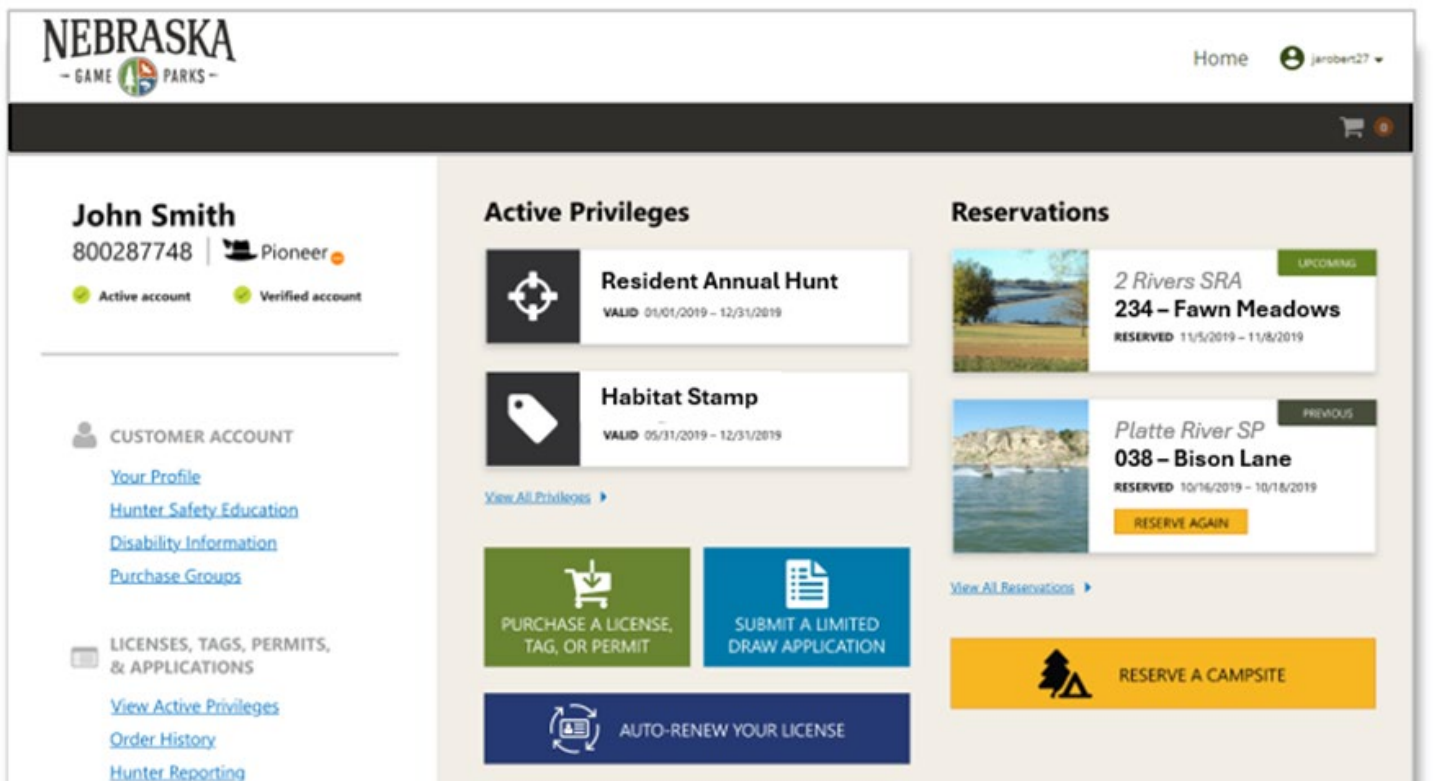 NEBRASKA
- GAME PARKS -
Home
jarobert27
0
John Smith
800287748 | Pioneer
Active account
Verified account
CUSTOMER ACCOUNT
Your Profile
Hunter Safety Education
Disability Information
Purchase Groups
LICENSES, TAGS, PERMITS,
& APPLICATIONS
View Active Privileges
Order History
Hunter Reporting
Active Privileges
Resident Annual Hunt
VALID 01/01/2019 – 12/31/2019
Habitat Stamp
VALID 05/31/2019 – 12/31/2019
View All Privileges
PURCHASE A LICENSE,
TAG, OR PERMIT
SUBMIT A LIMITED
DRAW APPLICATION
AUTO-RENEW YOUR LICENSE
Reservations
UPCOMING
2 Rivers SRA
234 – Fawn Meadows
RESERVED 11/5/2019 – 11/8/2019
PREVIOUS
Platte River SP
038 – Bison Lane
RESERVED 10/16/2019 – 10/18/2019
RESERVE AGAIN
View All Reservations
RESERVE A CAMPSITE